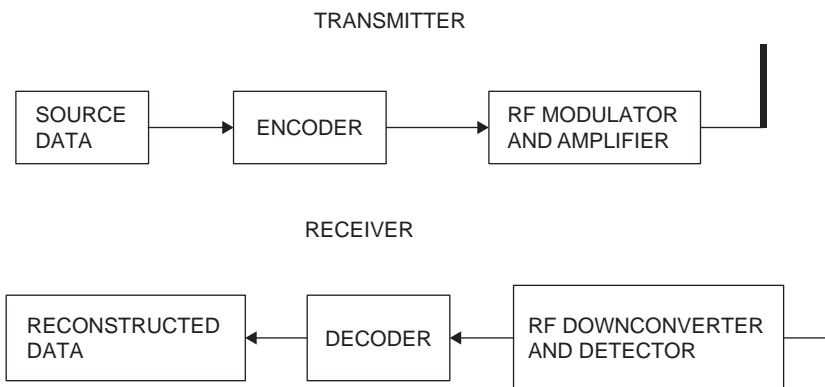 TRANSMITTER
SOURCE
DATA
ENCODER
RF MODULATOR
AND AMPLIFIER
RECEIVER
RECONSTRUCTED
DATA
DECODER
RF DOWNCONVERTER
AND DETECTOR